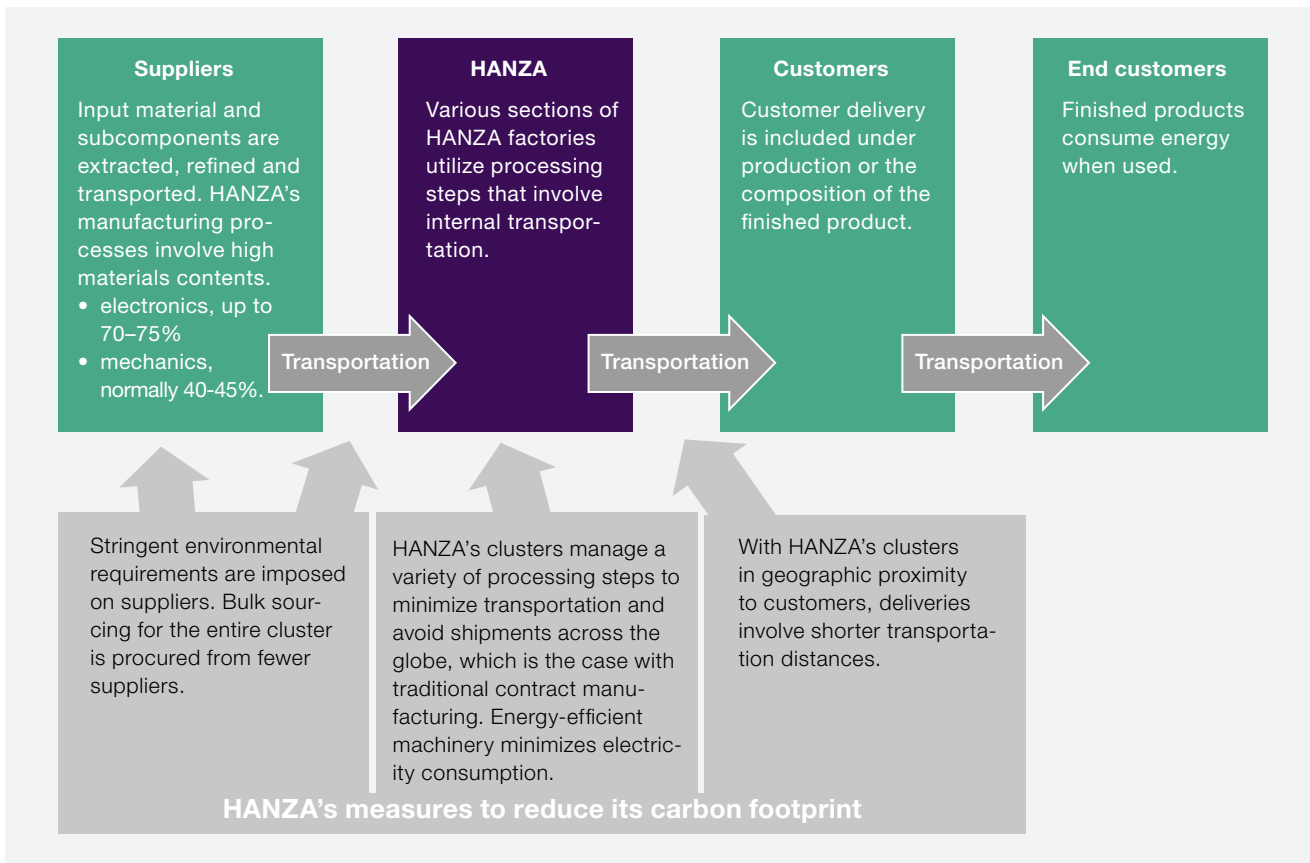 Suppliers
Input material and
subcomponents are
extracted, refined and
transported. HANZA’s
manufacturing pro-
cesses involve high
materials contents.
• electronics, up to
70–75%
• mechanics,
normally 40-45%.
Transportation
HANZA
Various sections of
HANZA factories
utilize processing
steps that involve
internal transpor-
tation.
Transportation
Customers
Customer delivery
is included under
production or the
composition of the
finished product.
Transportation
End customers
Finished products
consume energy
when used.
Stringent environmental
requirements are imposed
on suppliers. Bulk sour-
cing for the entire cluster
is procured from fewer
suppliers.
HANZA’s clusters manage a
variety of processing steps to
minimize transportation and
avoid shipments across the
globe, which is the case with
traditional contract manu-
facturing. Energy-efficient
machinery minimizes electric-
ity consumption.
With HANZA’s clusters
in geographic proximity
to customers, deliveries
involve shorter transporta-
tion distances.
HANZA’s measures to reduce its carbon footprint